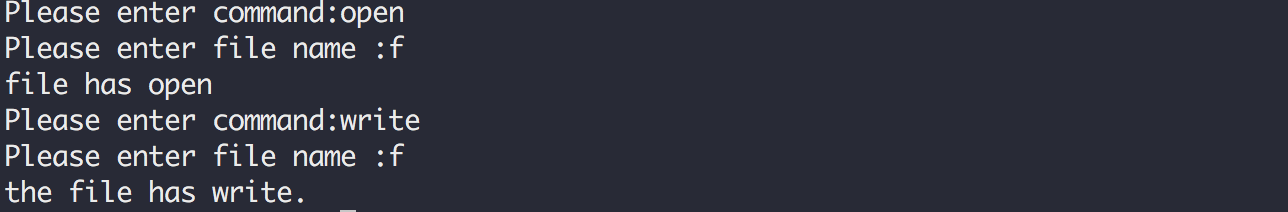 Please enter command:open
Please enter file name :f
file has open
Please enter command:write
Please enter file name :f
the file has write.